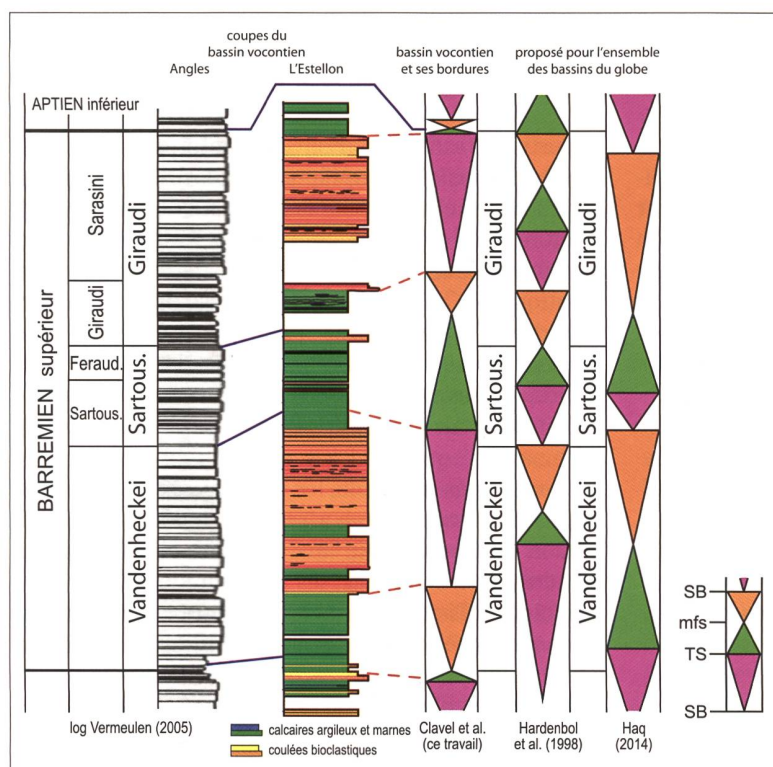 coupes du
bassin vocontien
Angles
L'Estellon
bassin vocontien
et ses bordures
proposé pour l'ensemble
des bassins du globe
APTIEN inférieur
BARREMIEN supérieur
Sarasini
Giraudi
Feraud.
Sartous.
Giraudi
Sartous.
Vandenheckei
Giraudi
Sartous.
Vandenheckei
Giraudi
Sartous.
Vandenheckei
SB
mfs
TS
SB
log Vermeulen (2005)
calcaires argileux et marnes
coulées bioclastiques
Clavel et al.
(ce travail)
Hardenbol
et al. (1998)
Haq
(2014)